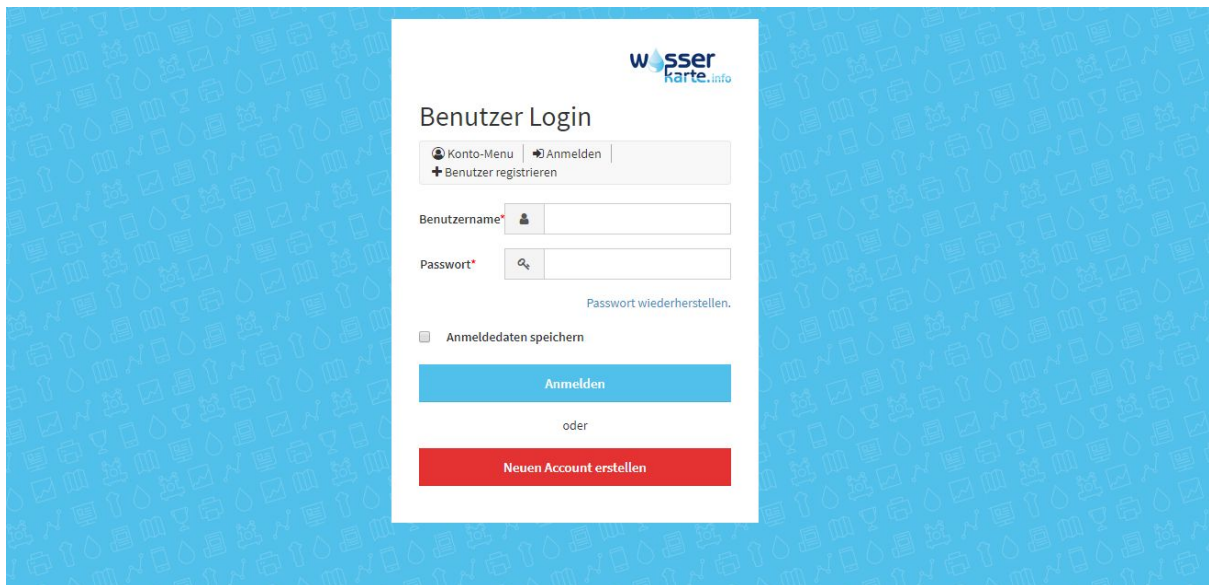 wasser
karte.info
Benutzer Login
Konto-Menu Anmelden
Benutzer registrieren
Benutzername*
Passwort*
Passwort wiederherstellen.
Anmeldedaten speichern
Anmelden
oder
Neuen Account erstellen